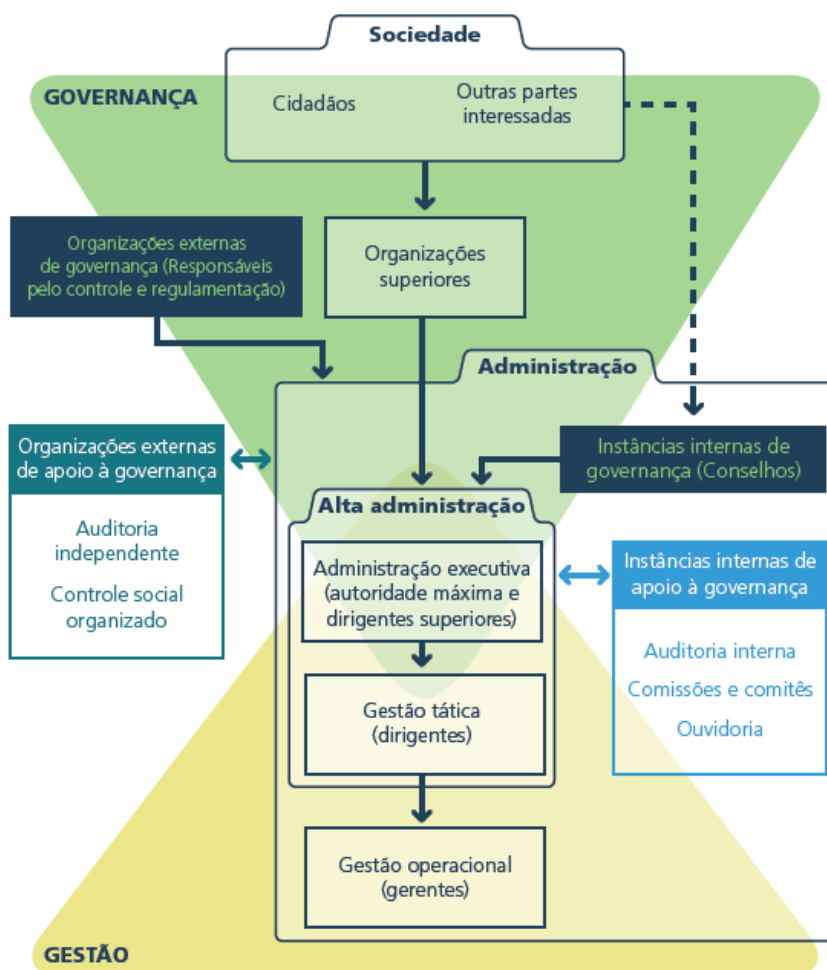 Sociedade
GOVERNANÇA
Cidadãos
Outras partes
interessadas
Organizações externas
de governança (Responsáveis
pelo controle e regulamentação)
Organizações
superiores
Administração
Organizações externas
de apoio à governança
Auditoria
independente
Controle social
organizado
Instâncias internas de
governança (Conselhos)
Alta administração
Administração executiva
(autoridade máxima e
dirigentes superiores)
Instâncias internas de
apoio à governança
Auditoria interna
Comissões e comitês
Ouvidoria
Gestão tática
(dirigentes)
Gestão operacional
(gerentes)
GESTÃO